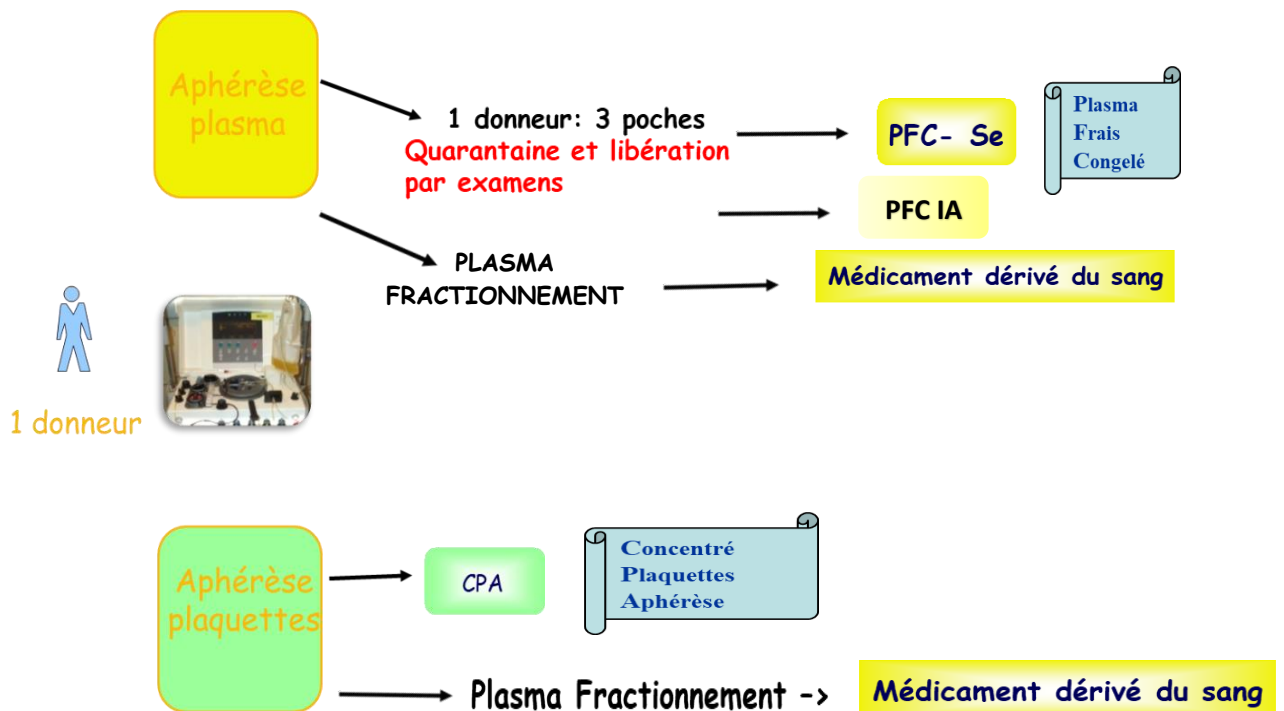 Aphérèse
plasma
1 donneur: 3 poches
Quarantaine et libération
par examens
PFC- Se
Plasma
Frais
Congelé
PFC IA
PLASMA
FRACTIONNEMENT
Médicament dérivé du sang
1 donneur
Aphérèse
plaquettes
CPA
Concentré
Plaquettes
Aphérèse
Plasma Fractionnement ->
Médicament dérivé du sang